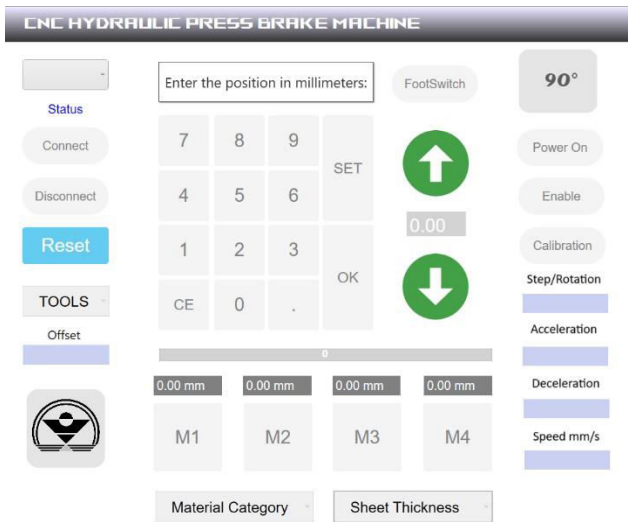 CNC HYDRAULIC PRESS BRAKE MACHINE
Enter the position in millimeters:
FootSwitch
90°
Status
Connect
Disconnect
Reset
TOOLS
Offset
7 8 9
SET
4 5 6
1 2 3
OK
CE 0 .
0.00
Power On
Enable
Calibration
Step/Rotation
Acceleration
Deceleration
Speed mm/s
0
0.00 mm 0.00 mm 0.00 mm 0.00 mm
M1 M2 M3 M4
Material Category
Sheet Thickness